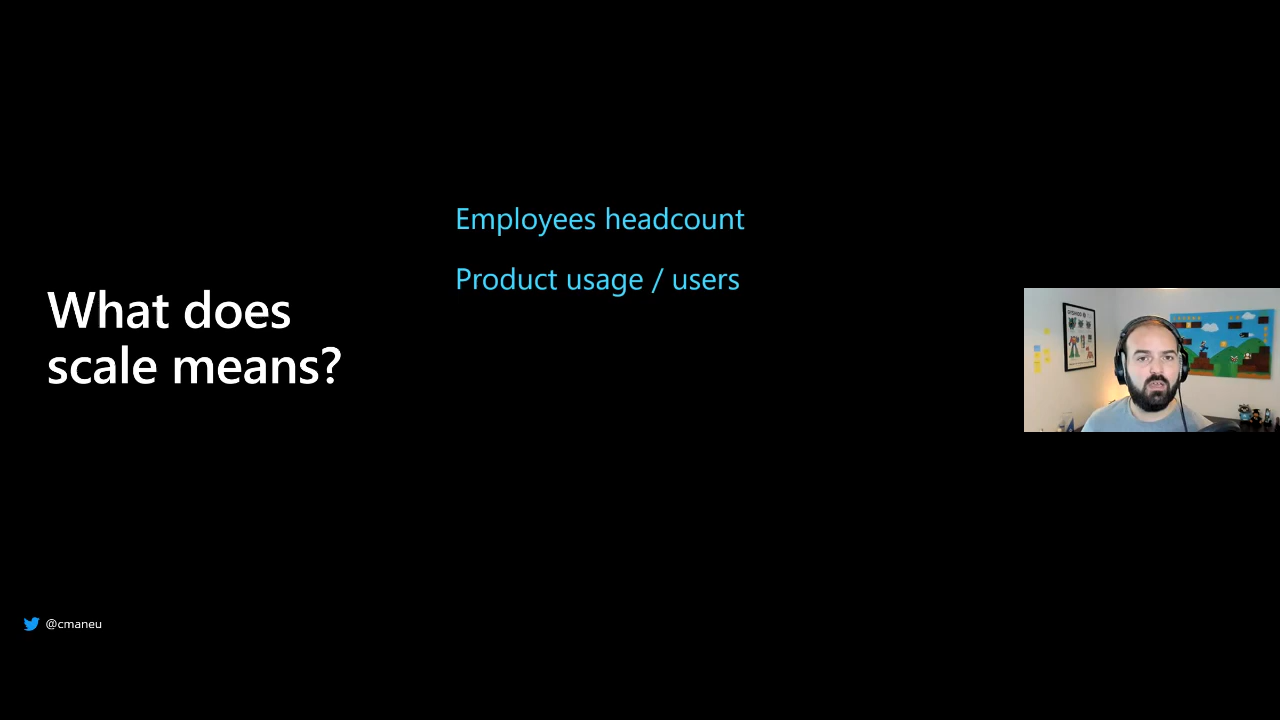 What does
scale means?
Employees headcount
Product usage / users
@cmaneu